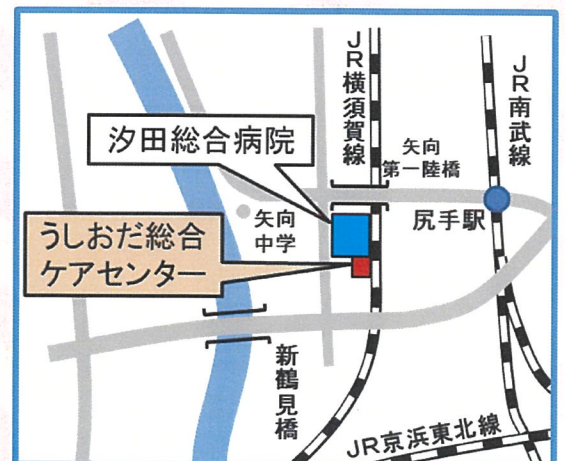 JR横須賀線
JR南武線
汐田総合病院
矢向
第一陸橋
矢向
中学
尻手駅
うしおだ総合
ケアセンター
新鶴見橋
JR京浜東北線